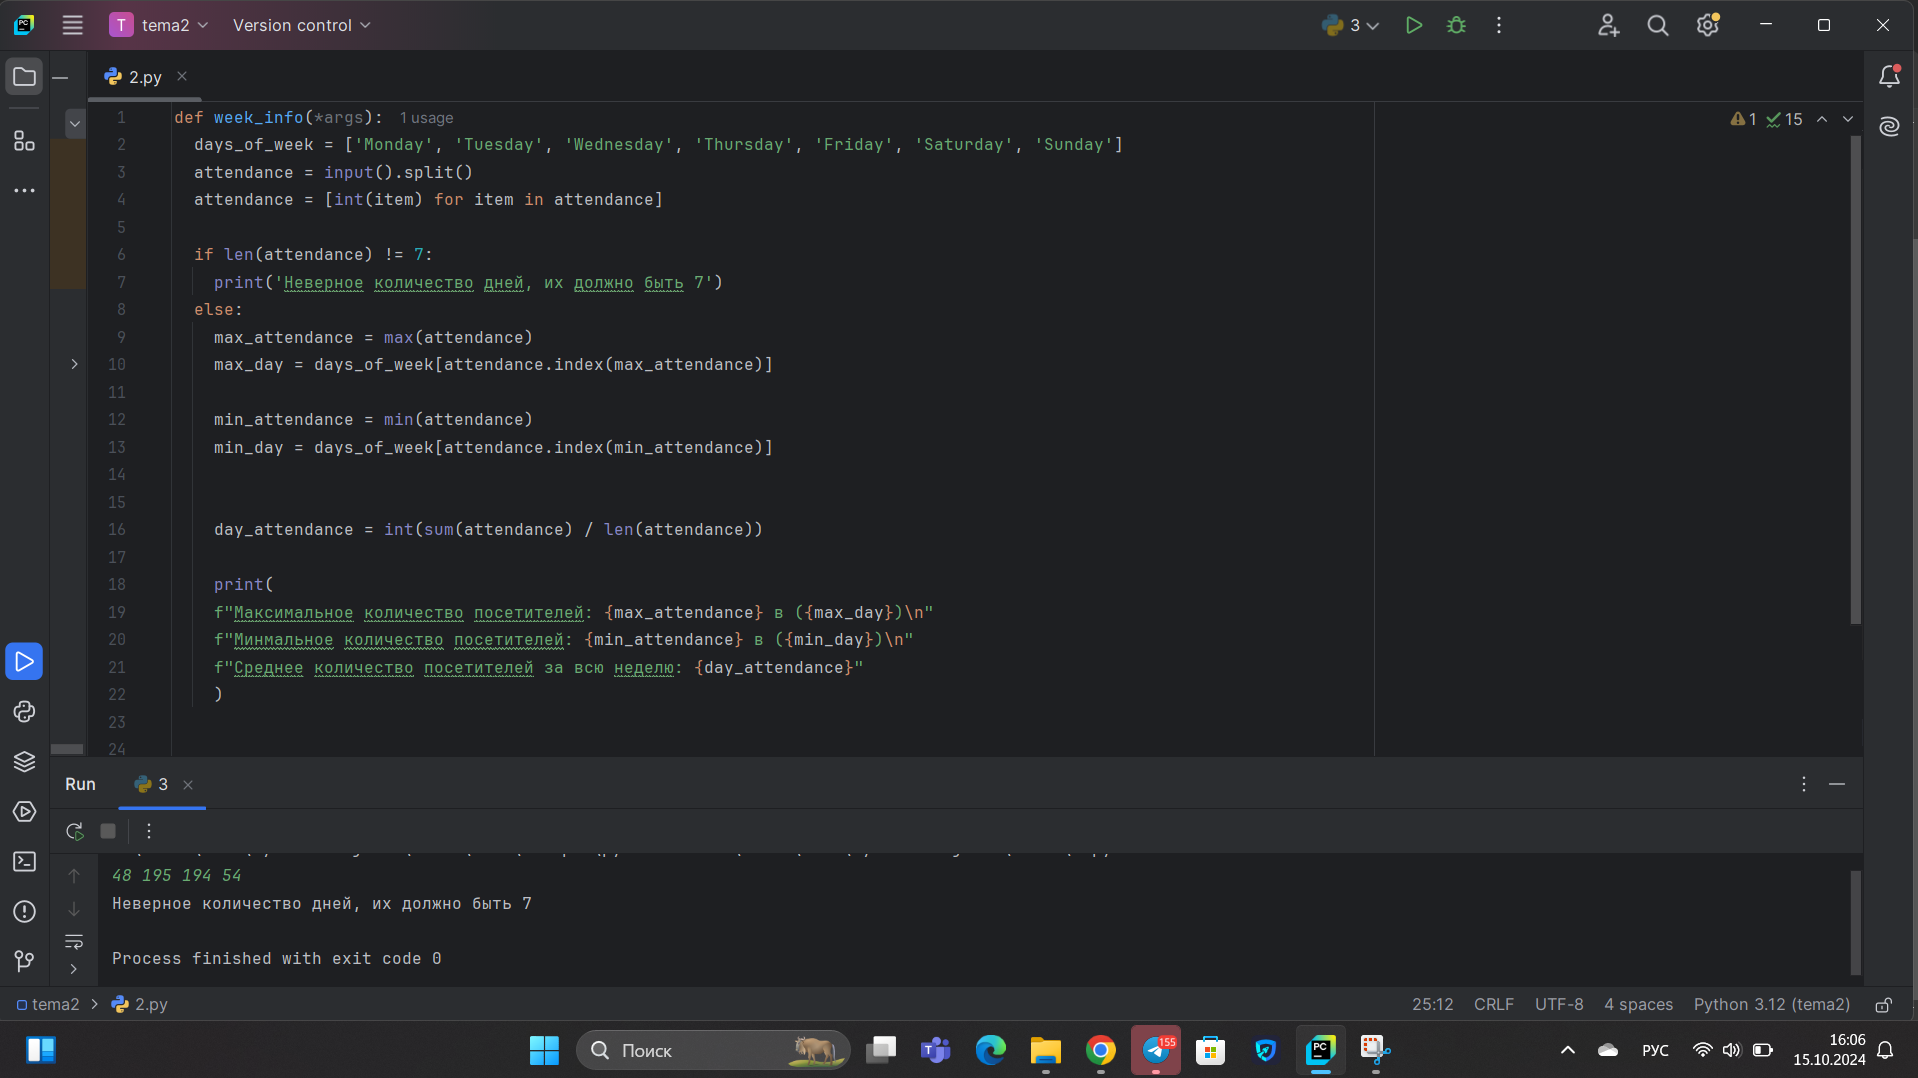 T tema2 Version control 3
2.py
1 def week_info(*args): 1 usage
2 days_of_week = ['Monday', 'Tuesday', 'Wednesday', 'Thursday', 'Friday', 'Saturday', 'Sunday']
3 attendance = input().split()
4 attendance = [int(item) for item in attendance]
5
6 if len(attendance) != 7:
7 print('Неверное количество дней, их должно быть 7')
8 else:
9 max_attendance = max(attendance)
10 max_day = days_of_week[attendance.index(max_attendance)]
11
12 min_attendance = min(attendance)
13 min_day = days_of_week[attendance.index(min_attendance)]
14
15
16 day_attendance = int(sum(attendance) / len(attendance))
17
18 print(
19 f"Максимальное количество посетителей: {max_attendance} в ({max_day})\n"
20 f"Минмальное количество посетителей: {min_attendance} в ({min_day})\n"
21 f"Среднее количество посетителей за всю неделю: {day_attendance}"
22 )
23
24
1 15
Run 3
48 195 194 54
Неверное количество дней, их должно быть 7
Process finished with exit code 0
tema2 > 2.py 25:12 CRLF UTF-8 4 spaces Python 3.12 (tema2)
Поиск 155 РУС 16:06
15.10.2024